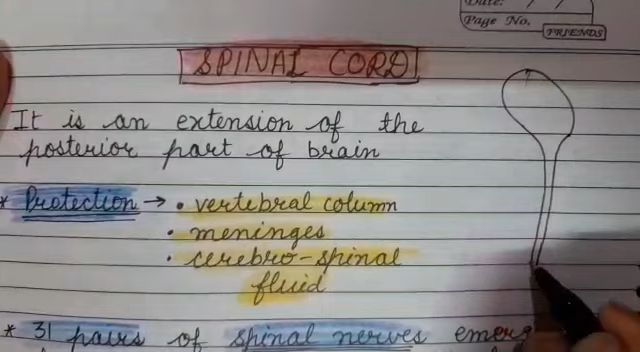 Date: / /
Page No.
FRIENDS
SPINAL CORD
It is an extension of the
posterior part of brain
* Protection → • vertebral column
• meninges
• cerebro-spinal
fluid
* 31 pairs of spinal nerves emerg